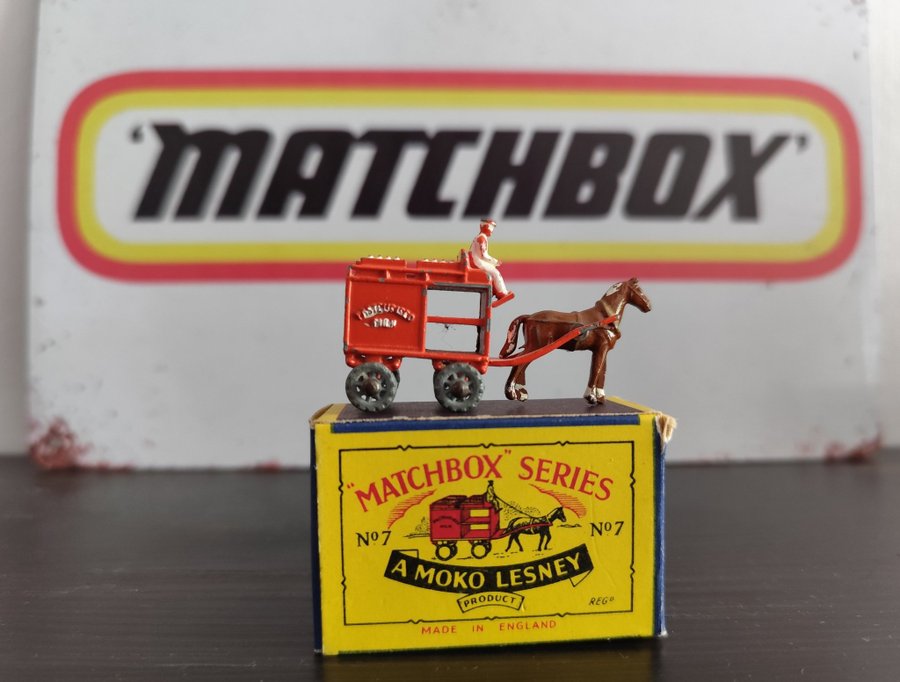 'MATCHBOX'
PASTEURISED
MILK
"MATCHBOX" SERIES
Nº7
Nº7
A MOKO LESNEY
PRODUCT
REGᴰ
MADE IN ENGLAND